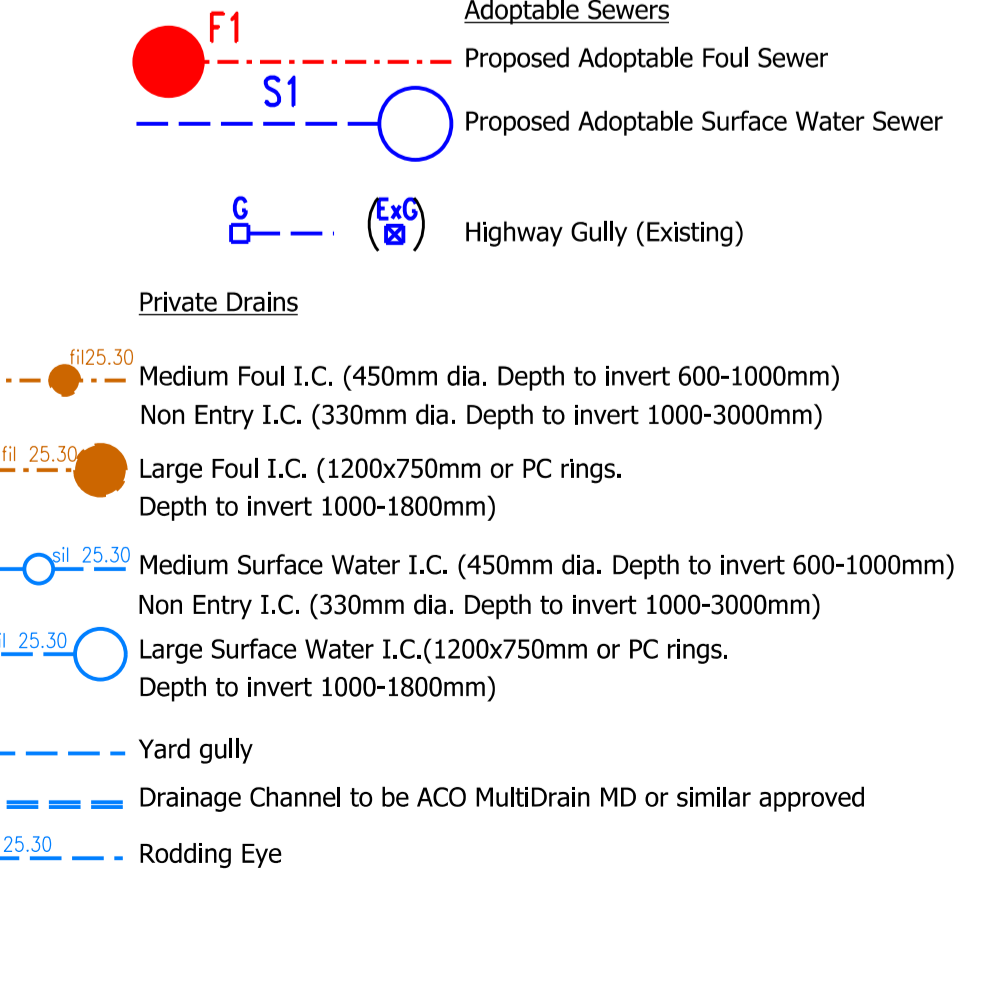 Adoptable Sewers
F1
Proposed Adoptable Foul Sewer
S1
Proposed Adoptable Surface Water Sewer
G
(ExG)
Highway Gully (Existing)
Private Drains
fil25.30
Medium Foul I.C. (450mm dia. Depth to invert 600-1000mm)
Non Entry I.C. (330mm dia. Depth to invert 1000-3000mm)
fil 25.30
Large Foul I.C. (1200x750mm or PC rings.
Depth to invert 1000-1800mm)
sil 25.30
Medium Surface Water I.C. (450mm dia. Depth to invert 600-1000mm)
Non Entry I.C. (330mm dia. Depth to invert 1000-3000mm)
il 25.30
Large Surface Water I.C.(1200x750mm or PC rings.
Depth to invert 1000-1800mm)
Yard gully
Drainage Channel to be ACO MultiDrain MD or similar approved
25.30
Rodding Eye